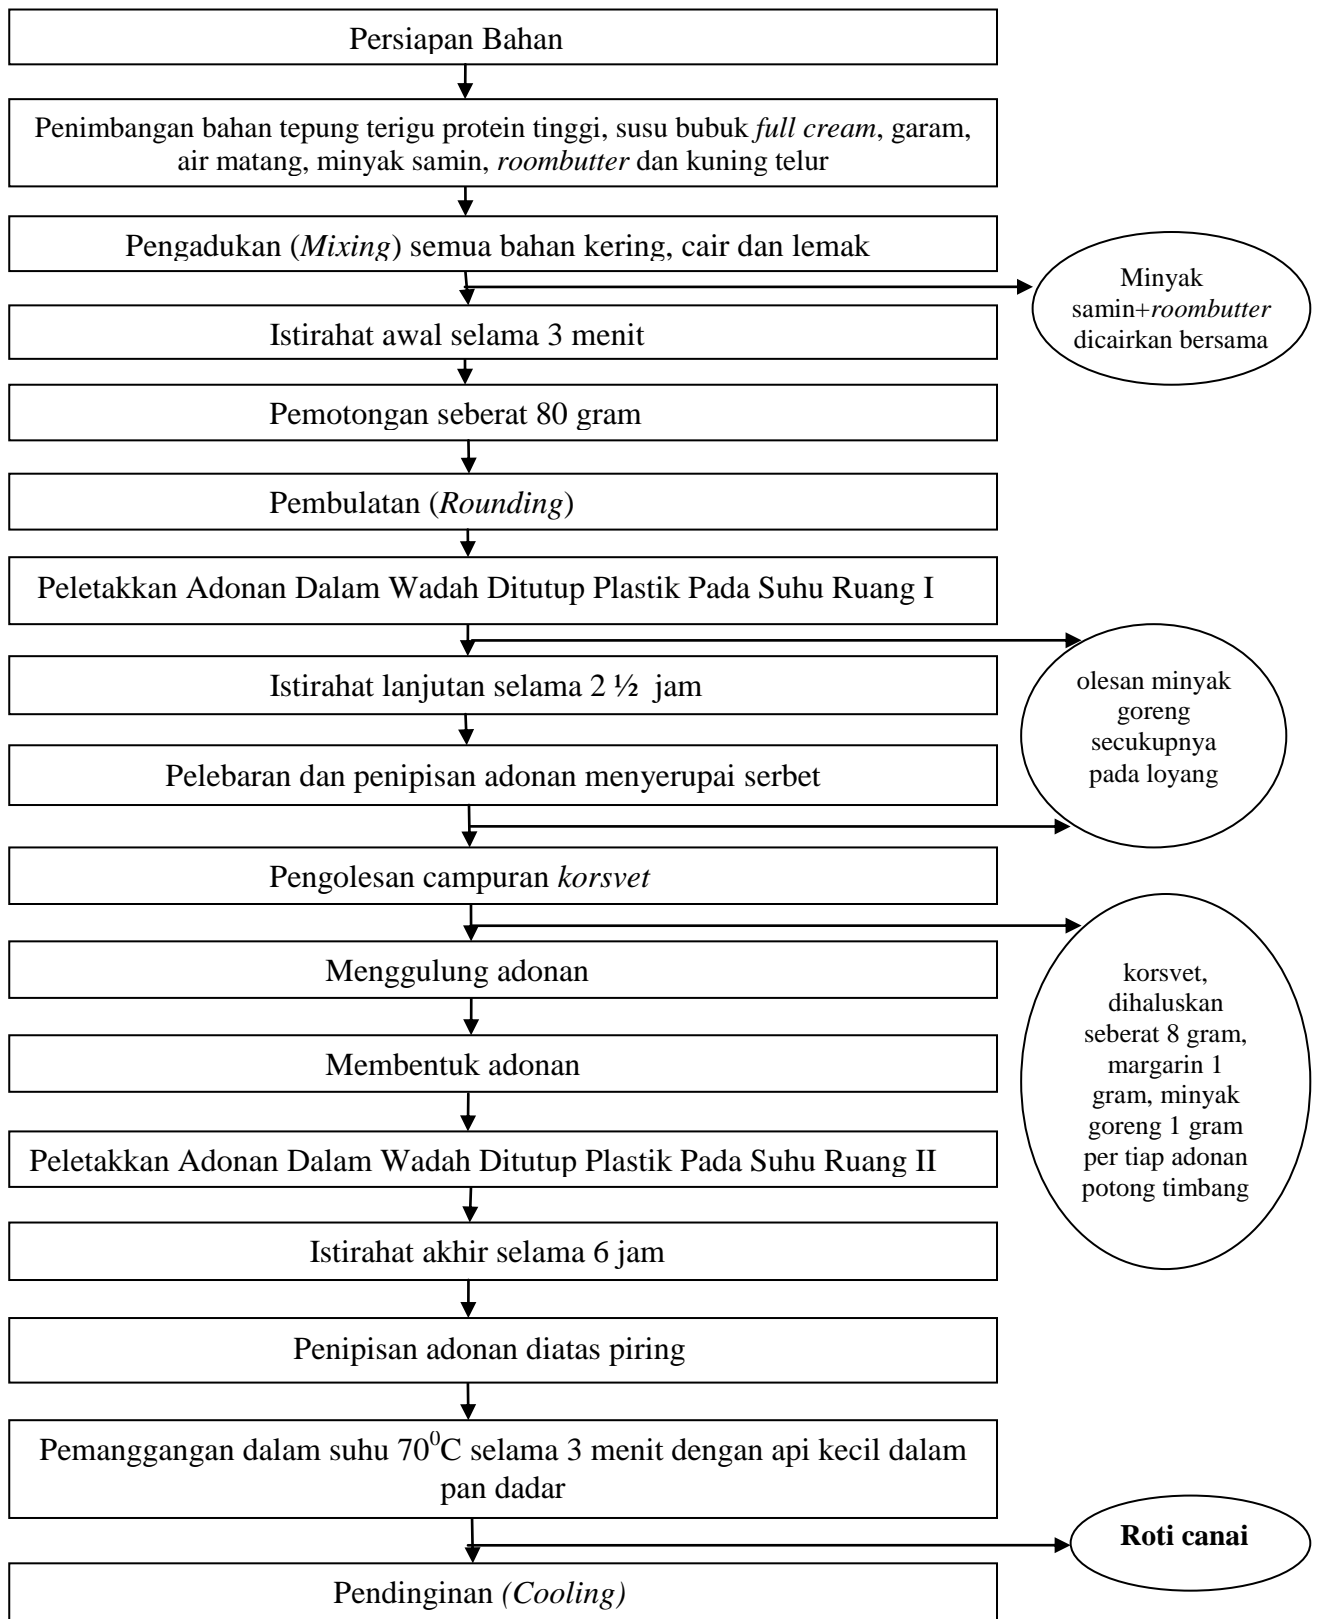 Persiapan Bahan
Penimbangan bahan tepung terigu protein tinggi, susu bubuk full cream, garam,
air matang, minyak samin, roombutter dan kuning telur
Pengadukan (Mixing) semua bahan kering, cair dan lemak
Minyak
samin+roombutter
dicairkan bersama
Istirahat awal selama 3 menit
Pemotongan seberat 80 gram
Pembulatan (Rounding)
Peletakkan Adonan Dalam Wadah Ditutup Plastik Pada Suhu Ruang I
olesan minyak
goreng
secukupnya
pada loyang
Istirahat lanjutan selama 2 ½ jam
Pelebaran dan penipisan adonan menyerupai serbet
Pengolesan campuran korsvet
korsvet,
dihaluskan
seberat 8 gram,
margarin 1
gram, minyak
goreng 1 gram
per tiap adonan
potong timbang
Menggulung adonan
Membentuk adonan
Peletakkan Adonan Dalam Wadah Ditutup Plastik Pada Suhu Ruang II
Istirahat akhir selama 6 jam
Penipisan adonan diatas piring
Pemanggangan dalam suhu 70⁰C selama 3 menit dengan api kecil dalam
pan dadar
Roti canai
Pendinginan (Cooling)